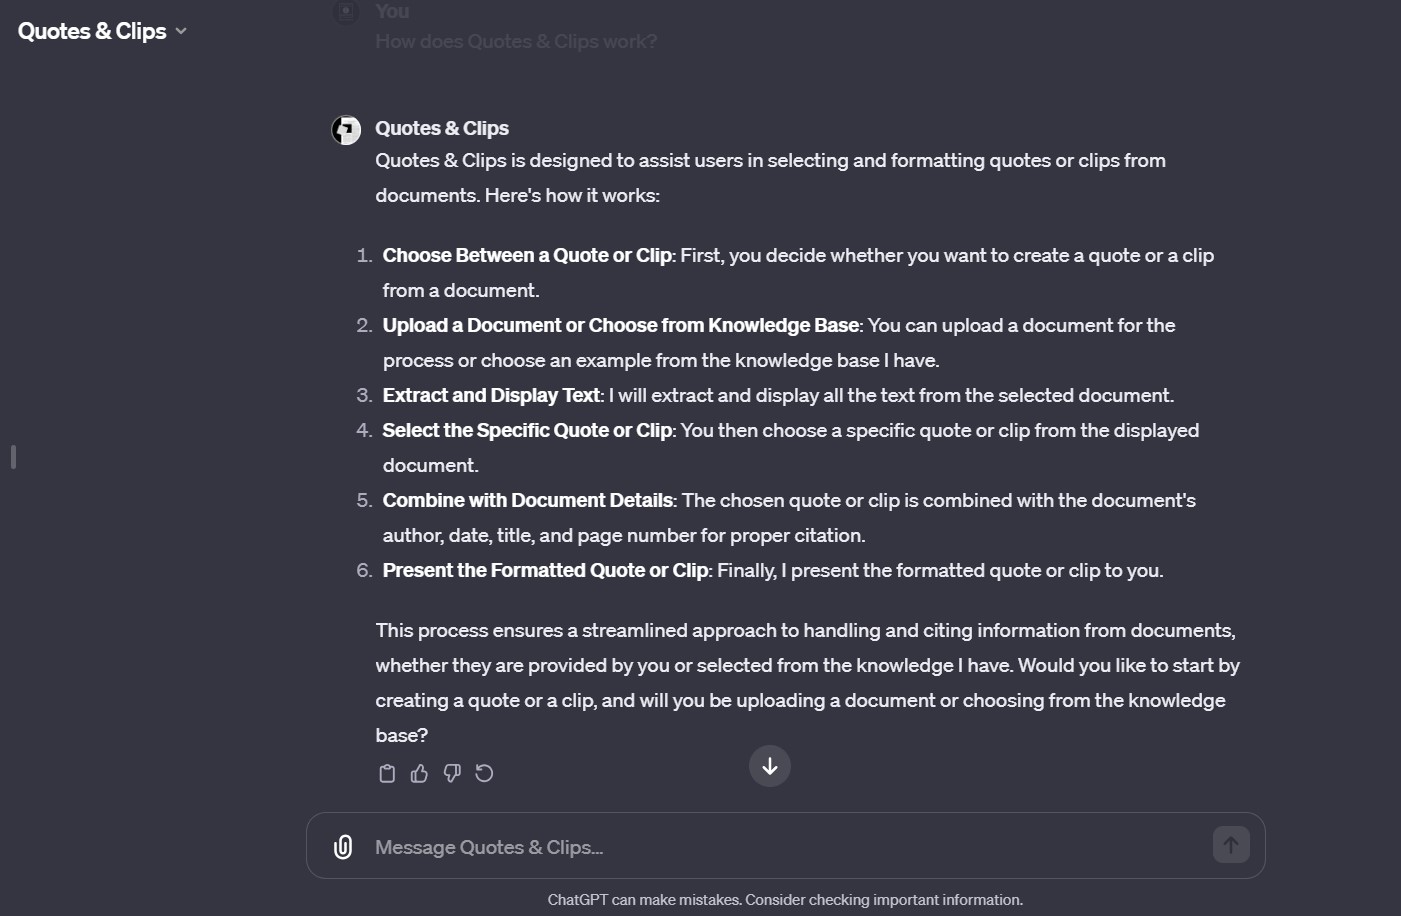 Quotes & Clips
You
How does Quotes & Clips work?
Quotes & Clips
Quotes & Clips is designed to assist users in selecting and formatting quotes or clips from
documents. Here's how it works:
1. Choose Between a Quote or Clip: First, you decide whether you want to create a quote or a clip
from a document.
2. Upload a Document or Choose from Knowledge Base: You can upload a document for the
process or choose an example from the knowledge base I have.
3. Extract and Display Text: I will extract and display all the text from the selected document.
4. Select the Specific Quote or Clip: You then choose a specific quote or clip from the displayed
document.
5. Combine with Document Details: The chosen quote or clip is combined with the document's
author, date, title, and page number for proper citation.
6. Present the Formatted Quote or Clip: Finally, I present the formatted quote or clip to you.
This process ensures a streamlined approach to handling and citing information from documents,
whether they are provided by you or selected from the knowledge I have. Would you like to start by
creating a quote or a clip, and will you be uploading a document or choosing from the knowledge
base?
Message Quotes & Clips...
ChatGPT can make mistakes. Consider checking important information.